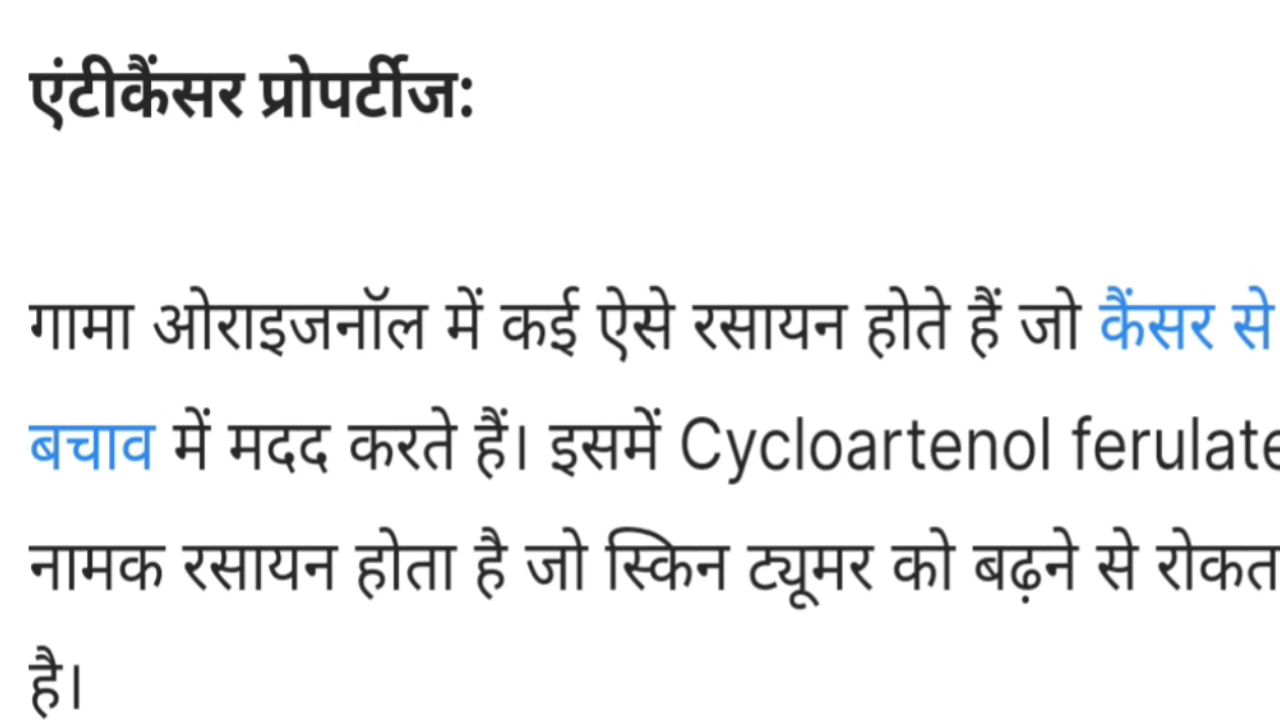 एंटीकैंसर प्रोपर्टीज:
गामा ओराइजनॉल में कई ऐसे रसायन होते हैं जो कैंसर से
बचाव में मदद करते हैं। इसमें Cycloartenol ferulate
नामक रसायन होता है जो स्किन ट्यूमर को बढ़ने से रोकत
है।